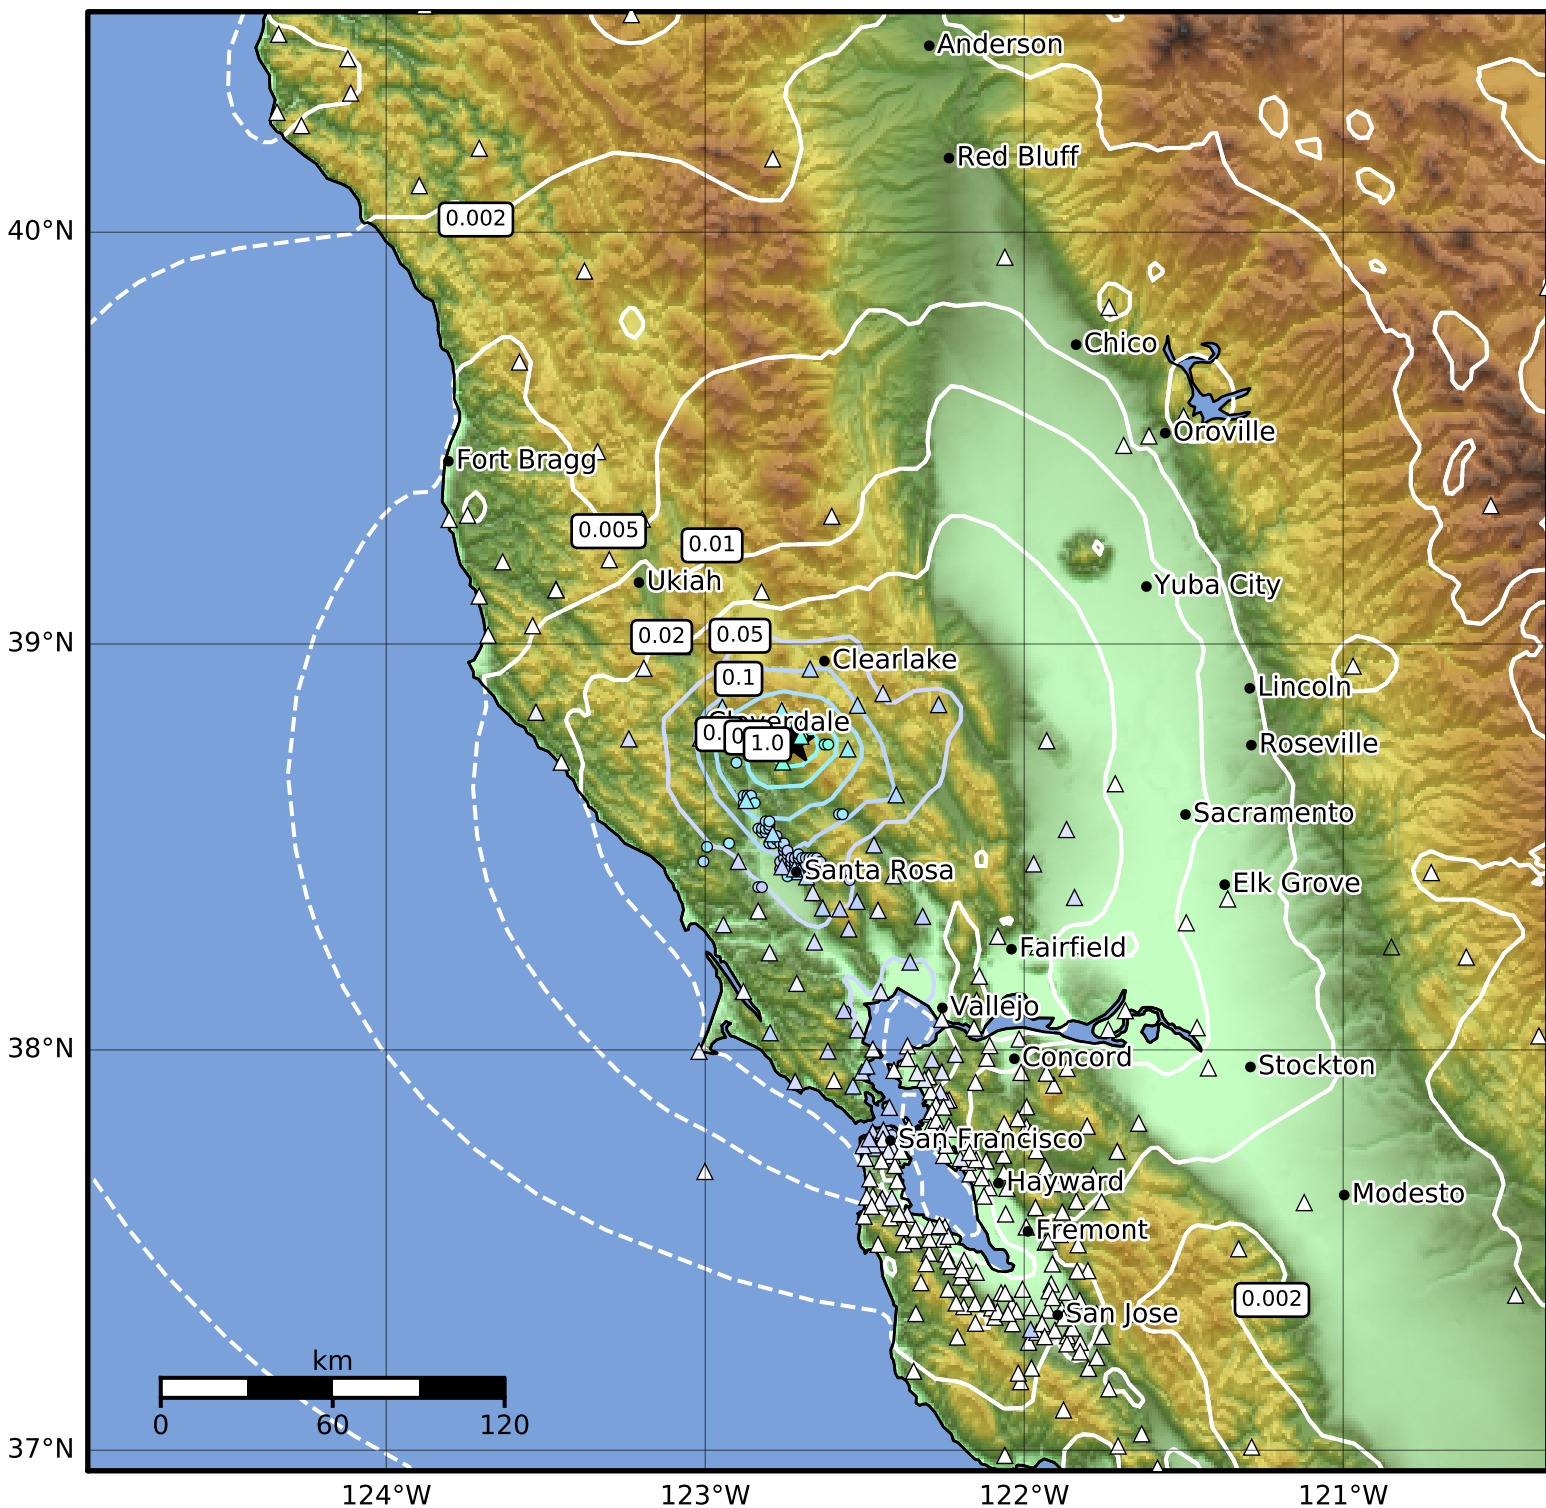 Anderson
Red Bluff
40°N
0.002
Chico
Oroville
Fort Bragg
0.005
0.01
Ukiah
Yuba City
39°N
0.02
0.05
Clearlake
0.1
Lincoln
Cloverdale
1.0
Roseville
Sacramento
Santa Rosa
Elk Grove
Fairfield
Vallejo
38°N
Concord
Stockton
San Francisco
Hayward
Modesto
Fremont
0.002
San Jose
km
0 60 120
37°N
124°W 123°W 122°W 121°W